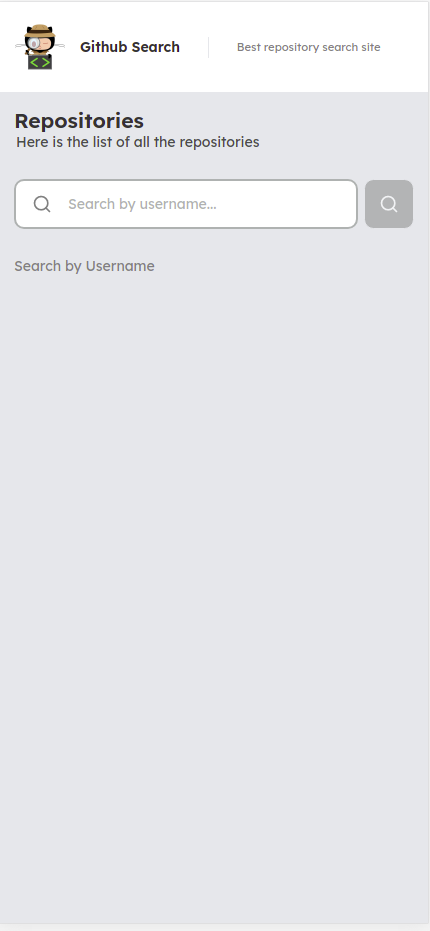 Github Search
Best repository search site
Repositories
Here is the list of all the repositories
Search by username...
Search by Username